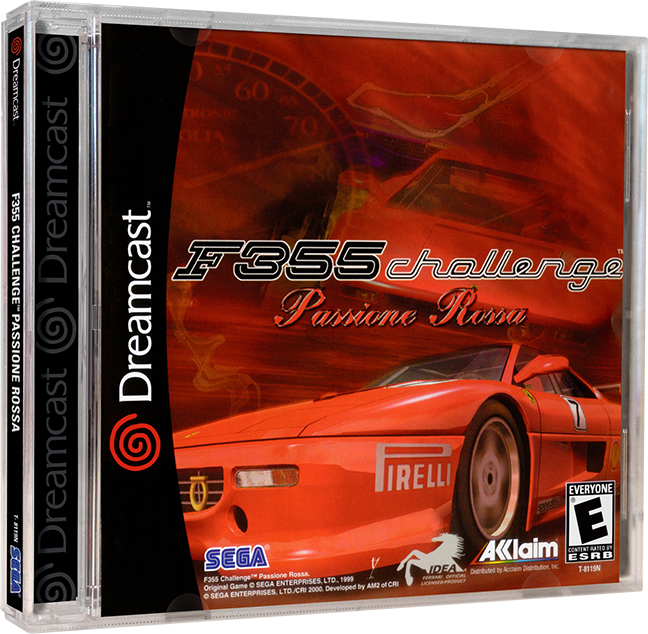 Dreamcast™
F355 CHALLENGE™ PASSIONE ROSSA
T-8119N
SEGA
Dreamcast
Dreamcast
Dreamcast™
60
70
F355 challenge™
Passione Rossa
7
PIRELLI
SEGA
F355 Challenge™ Passione Rossa.
Original Game © SEGA ENTERPRISES, LTD., 1999
© SEGA ENTERPRISES, LTD./CRI 2000. Developed by AM2 of CRI
IDEA
FERRARI OFFICIAL
LICENSED PRODUCT
AKKlaim
Distributed by Acclaim Distribution, Inc.
EVERYONE
E
CONTENT RATED BY
ESRB
T-8119N